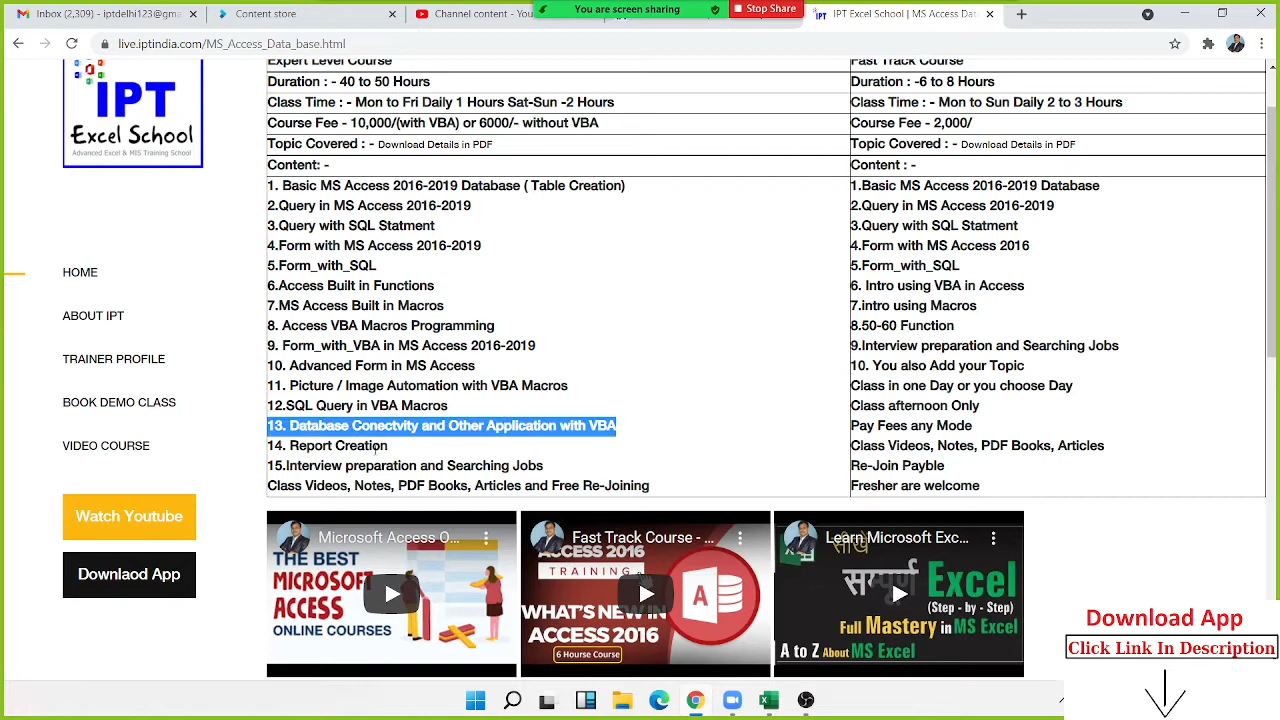 Inbox (2,309) - iptdelhi123@gma
Content store
Channel content - You
You are screen sharing
Stop Share
IPT Excel School | MS Access Dat
live.iptindia.com/MS_Access_Data_base.html
IPT
Excel School
Advanced Excel & MIS Training School
HOME
ABOUT IPT
TRAINER PROFILE
BOOK DEMO CLASS
VIDEO COURSE
Watch Youtube
Downlaod App
Expert Level Course
Duration : - 40 to 50 Hours
Class Time : - Mon to Fri Daily 1 Hours Sat-Sun -2 Hours
Course Fee - 10,000/(with VBA) or 6000/- without VBA
Topic Covered : - Download Details in PDF
Content: -
1. Basic MS Access 2016-2019 Database ( Table Creation)
2.Query in MS Access 2016-2019
3.Query with SQL Statment
4.Form with MS Access 2016-2019
5.Form_with_SQL
6.Access Built in Functions
7.MS Access Built in Macros
8. Access VBA Macros Programming
9. Form_with_VBA in MS Access 2016-2019
10. Advanced Form in MS Access
11. Picture / Image Automation with VBA Macros
12.SQL Query in VBA Macros
13. Database Conectvity and Other Application with VBA
14. Report Creation
15.Interview preparation and Searching Jobs
Class Videos, Notes, PDF Books, Articles and Free Re-Joining
Fast Track Course
Duration : -6 to 8 Hours
Class Time : - Mon to Sun Daily 2 to 3 Hours
Course Fee - 2,000/
Topic Covered : - Download Details in PDF
Content : -
1.Basic MS Access 2016-2019 Database
2.Query in MS Access 2016-2019
3.Query with SQL Statment
4.Form with MS Access 2016
5.Form_with_SQL
6. Intro using VBA in Access
7.intro using Macros
8.50-60 Function
9.Interview preparation and Searching Jobs
10. You also Add your Topic
Class in one Day or you choose Day
Class afternoon Only
Pay Fees any Mode
Class Videos, Notes, PDF Books, Articles
Re-Join Payble
Fresher are welcome
Microsoft Access O...
THE BEST
MICROSOFT
ACCESS
ONLINE COURSES
Fast Track Course - ...
ACCESS 2016
TRAINING
WHAT'S NEW IN
ACCESS 2016
6 Hourse Course
A
Learn Microsoft Exc...
सीखे
सम्पूर्ण Excel
(Step - by - Step)
Full Mastery in MS Excel
A to Z About MS Excel
Download App
Click Link In Description